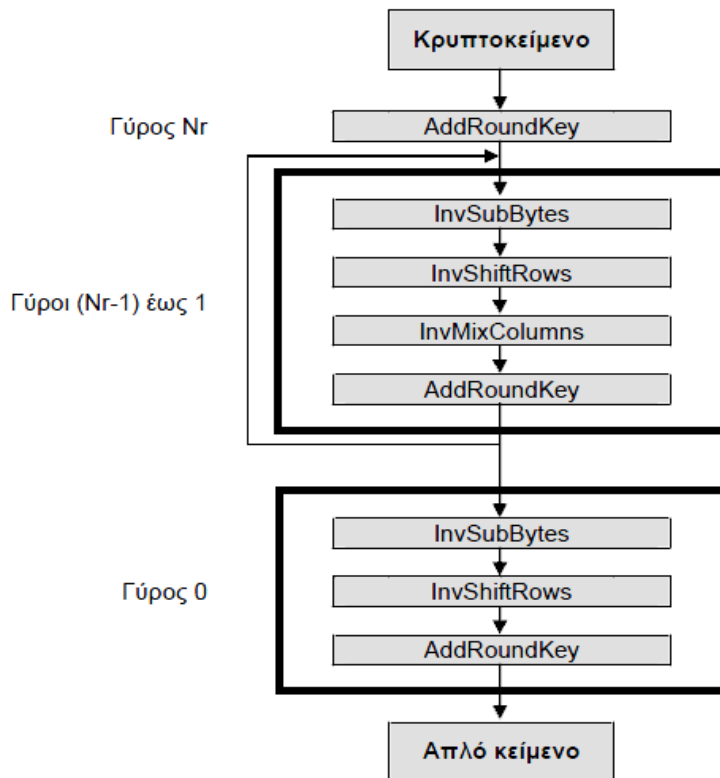 Κρυπτοκείμενο
Γύρος Nr
AddRoundKey
InvSubBytes
InvShiftRows
Γύροι (Nr-1) έως 1
InvMixColumns
AddRoundKey
InvSubBytes
Γύρος 0
InvShiftRows
AddRoundKey
Απλό κείμενο